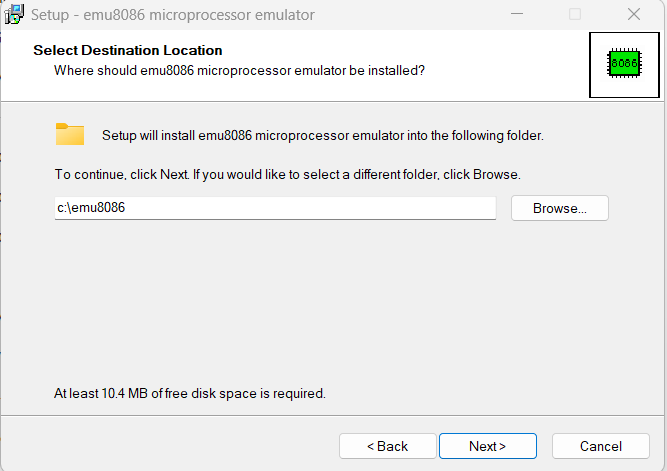 Setup - emu8086 microprocessor emulator
Select Destination Location
Where should emu8086 microprocessor emulator be installed?
8086
Setup will install emu8086 microprocessor emulator into the following folder.
To continue, click Next. If you would like to select a different folder, click Browse.
c:\emu8086
Browse...
At least 10.4 MB of free disk space is required.
< Back
Next >
Cancel